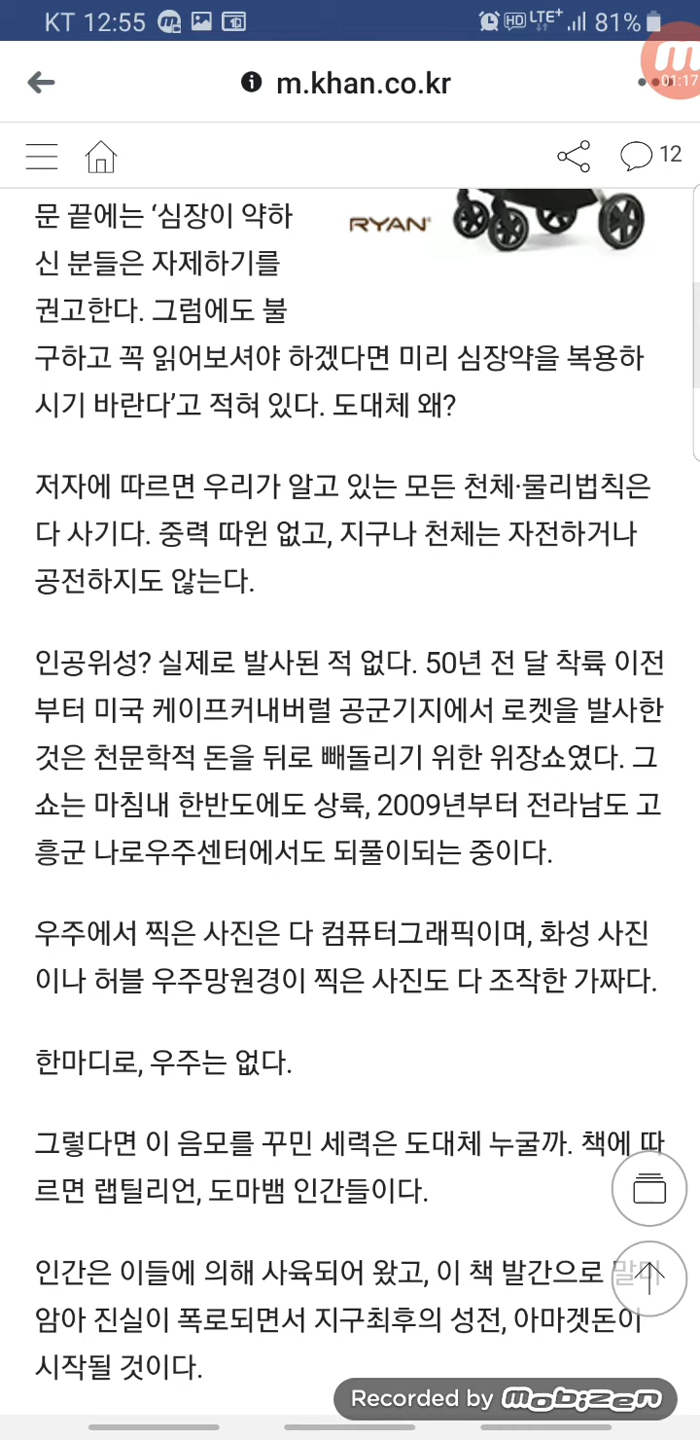 KT 12:55
HD LTE+ 81%
m.khan.co.kr
01:17
12
문 끝에는 ‘심장이 약하
신 분들은 자제하기를
권고한다. 그럼에도 불
RYAN
구하고 꼭 읽어보셔야 하겠다면 미리 심장약을 복용하
시기 바란다’고 적혀 있다. 도대체 왜?
저자에 따르면 우리가 알고 있는 모든 천체·물리법칙은
다 사기다. 중력 따윈 없고, 지구나 천체는 자전하거나
공전하지도 않는다.
인공위성? 실제로 발사된 적 없다. 50년 전 달 착륙 이전
부터 미국 케이프커내버럴 공군기지에서 로켓을 발사한
것은 천문학적 돈을 뒤로 빼돌리기 위한 위장쇼였다. 그
쇼는 마침내 한반도에도 상륙, 2009년부터 전라남도 고
흥군 나로우주센터에서도 되풀이되는 중이다.
우주에서 찍은 사진은 다 컴퓨터그래픽이며, 화성 사진
이나 허블 우주망원경이 찍은 사진도 다 조작한 가짜다.
한마디로, 우주는 없다.
그렇다면 이 음모를 꾸민 세력은 도대체 누굴까. 책에 따
르면 랩틸리언, 도마뱀 인간들이다.
인간은 이들에 의해 사육되어 왔고, 이 책 발간으로 말미
암아 진실이 폭로되면서 지구최후의 성전, 아마겟돈이
시작될 것이다.
Recorded by mobizen